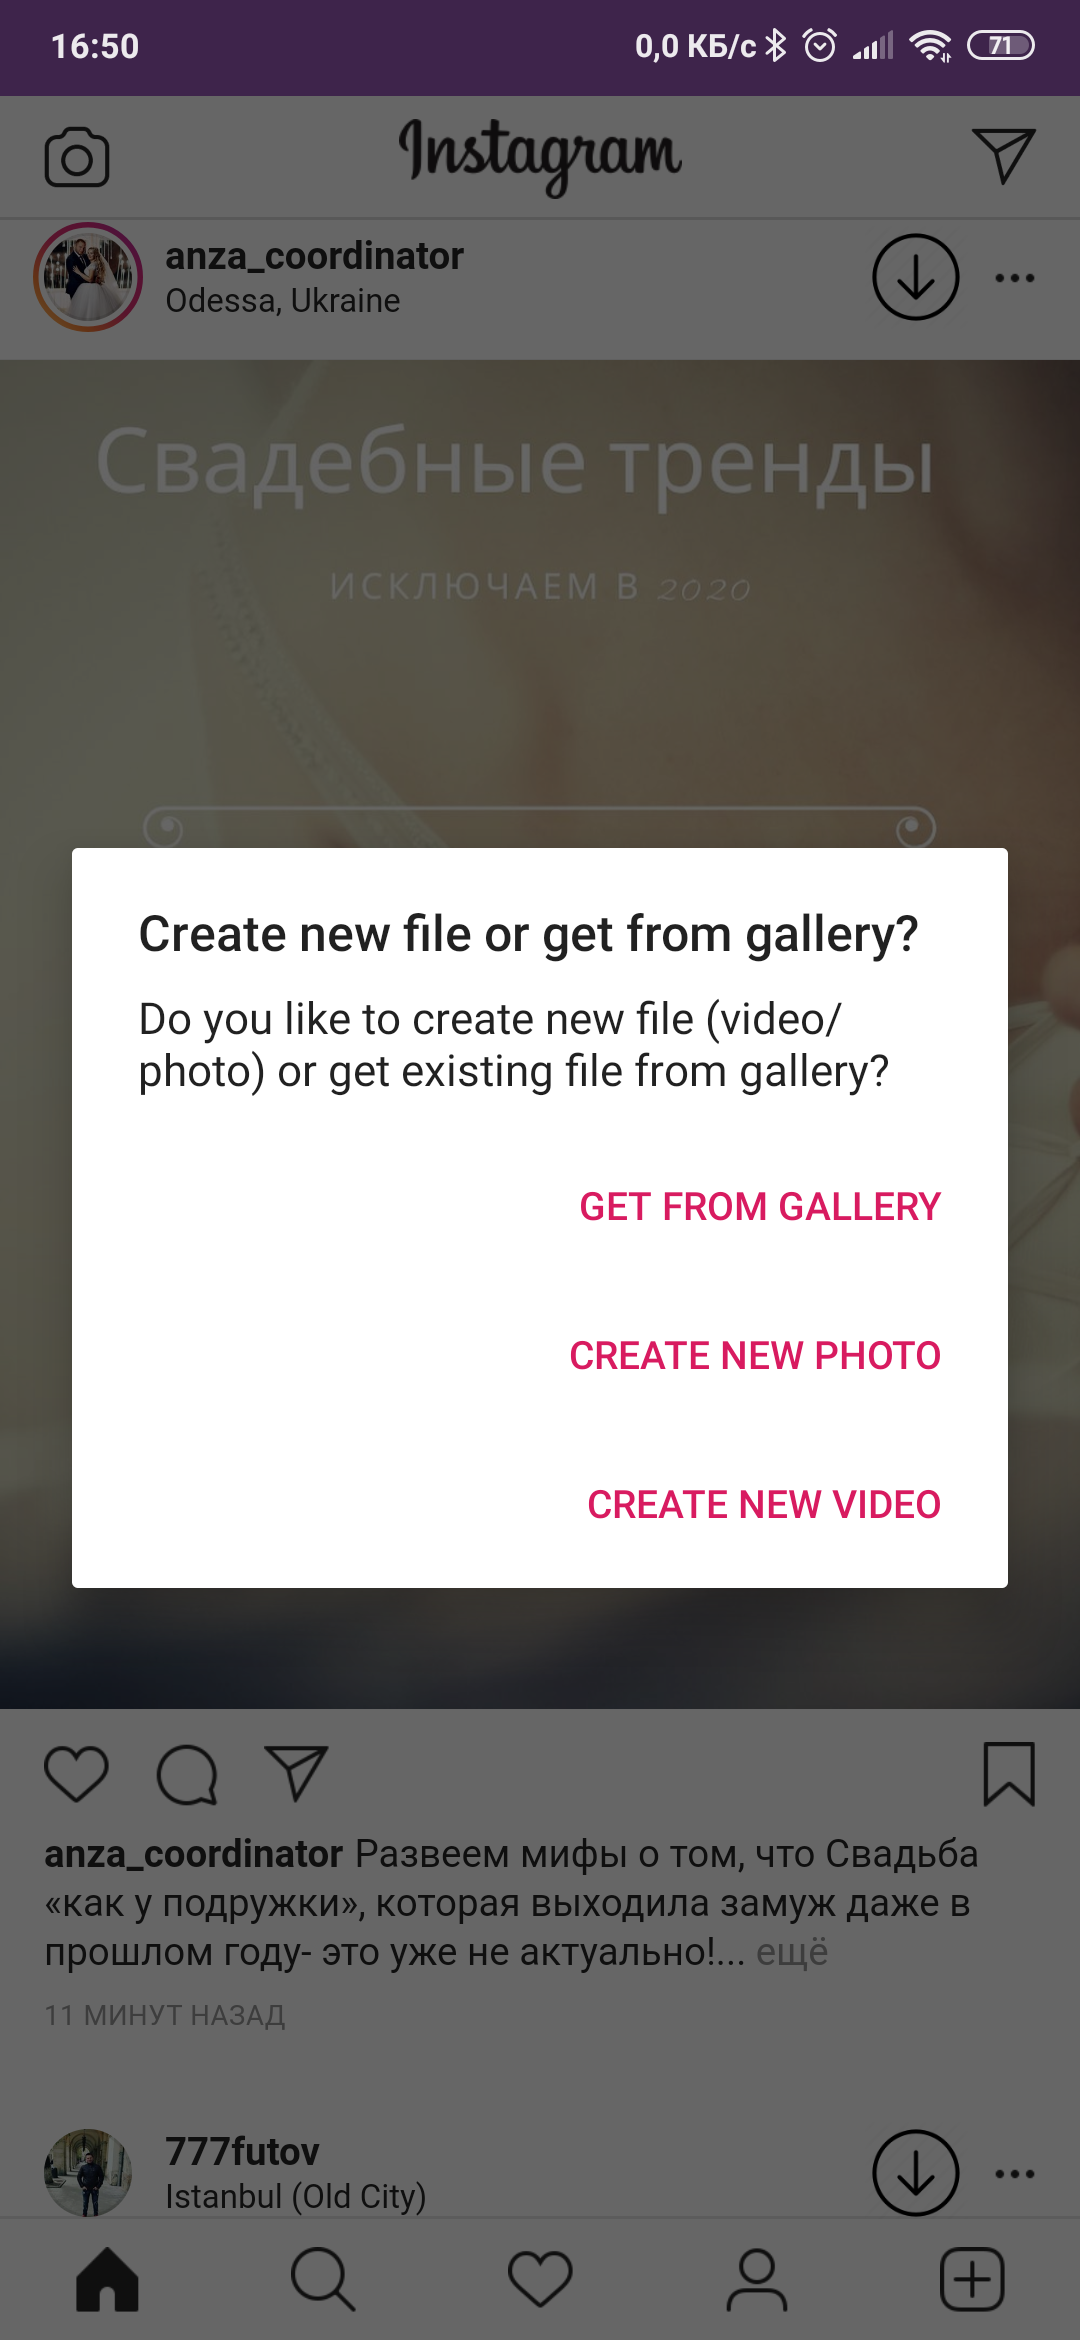 16:50 0,0 КБ/с 71
Instagram
anza_coordinator
Odessa, Ukraine
Свадебные тренды
ИСКЛЮЧАЕМ В 2020
Create new file or get from gallery?
Do you like to create new file (video/
photo) or get existing file from gallery?
GET FROM GALLERY
CREATE NEW PHOTO
CREATE NEW VIDEO
anza_coordinator Развеем мифы о том, что Свадьба
«как у подружки», которая выходила замуж даже в
прошлом году- это уже не актуально!... ещё
11 МИНУТ НАЗАД
777futov
Istanbul (Old City)